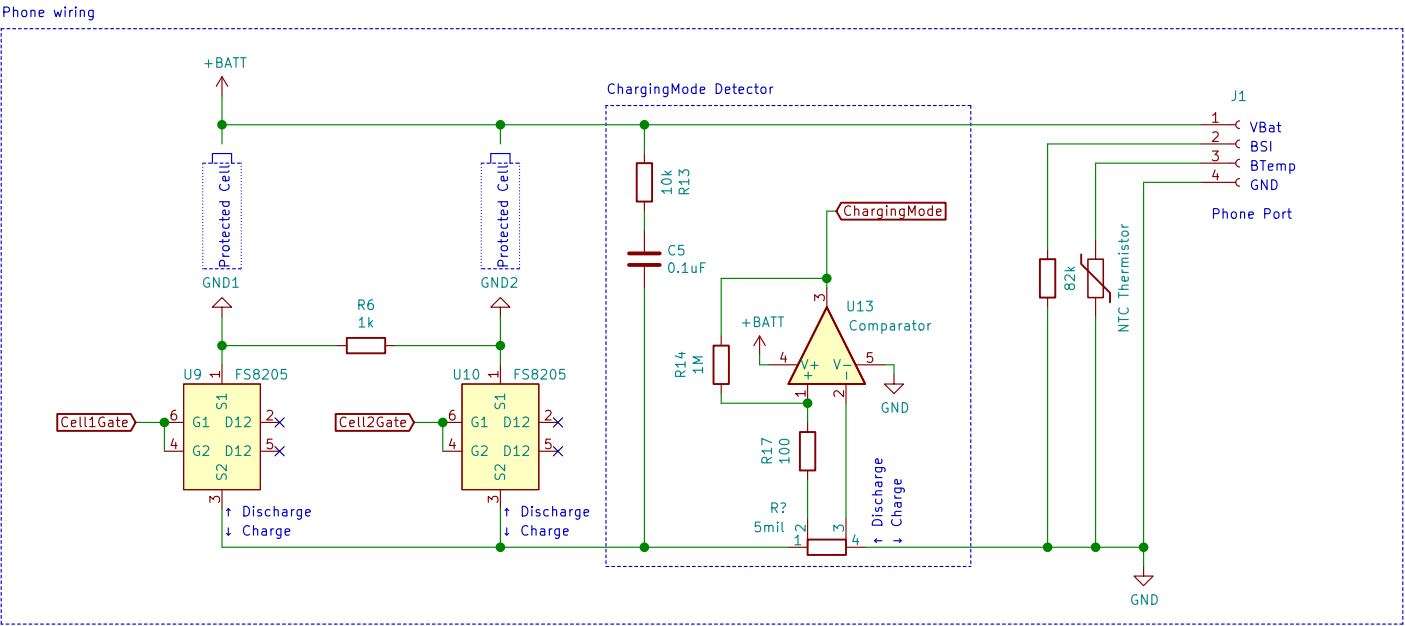 Phone wiring
+BATT
ChargingMode Detector
J1
1
VBat
2
BSI
3
BTemp
4
GND
Phone Port
Protected Cell
Protected Cell
10k
R13
C5
0.1uF
ChargingMode
GND1
GND2
R6
1k
3
U13
Comparator
+BATT
4
V+
V-
5
+
-
1
2
GND
R14
1M
82k
NTC Thermistor
U9
1
FS8205
S1
6
G1
D12
2
4
G2
D12
5
S2
3
Cell1Gate
U10
1
FS8205
S1
6
G1
D12
2
4
G2
D12
5
S2
3
Cell2Gate
R17
100
↑ Discharge
↓ Charge
↑ Discharge
↓ Charge
R?
5mil
1
2
3
4
← Discharge
→ Charge
GND